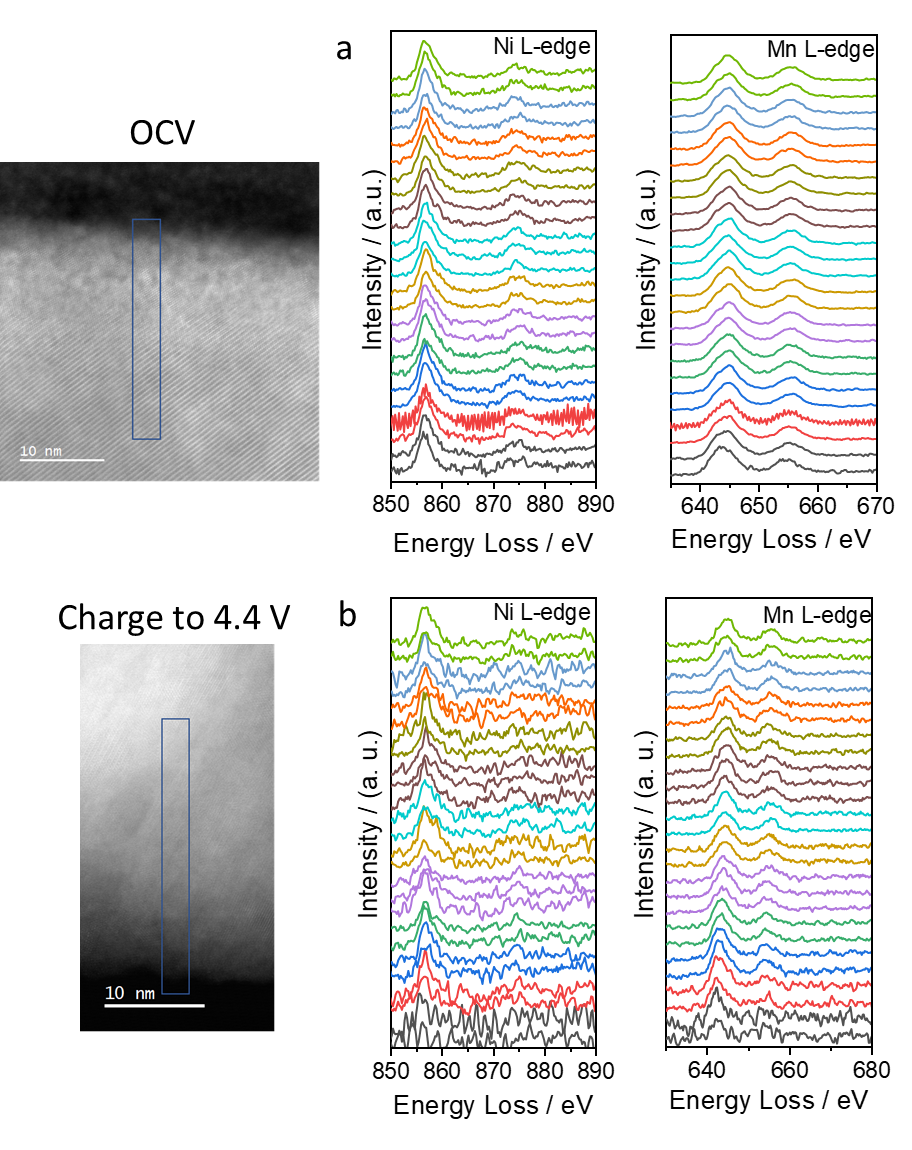 OCV
10 nm
a
Ni L-edge
Intensity / (a.u.)
850 860 870 880 890
Energy Loss / eV
Mn L-edge
Intensity / (a.u.)
640 650 660 670
Energy Loss / eV
Charge to 4.4 V
10 nm
b
Ni L-edge
Intensity / (a. u.)
850 860 870 880 890
Energy Loss / eV
Mn L-edge
Intensity / (a. u.)
640 660 680
Energy Loss / eV